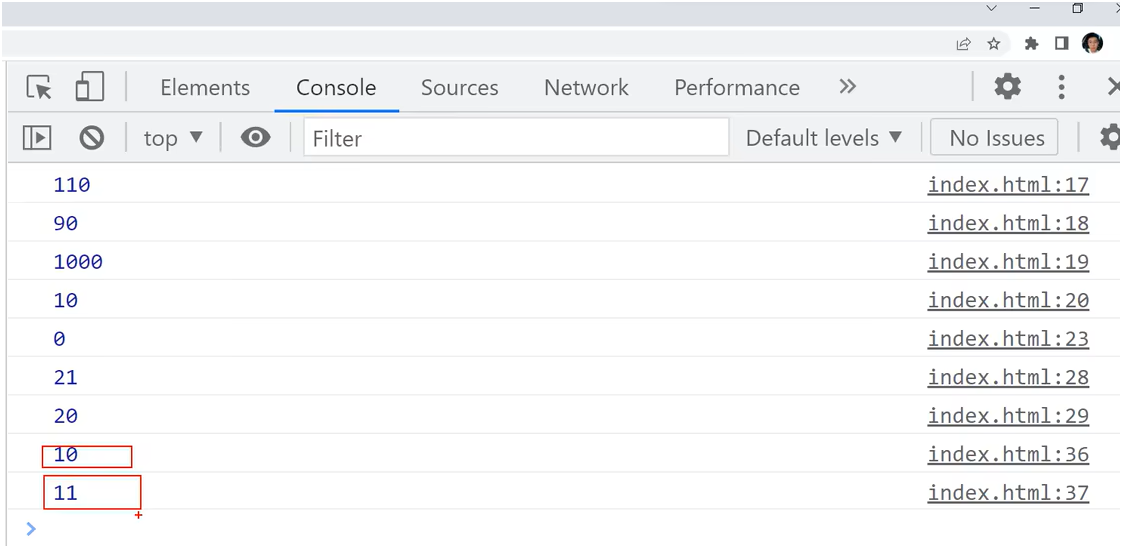 Elements Console Sources Network Performance
top Filter Default levels No Issues
110 index.html:17
90 index.html:18
1000 index.html:19
10 index.html:20
0 index.html:23
21 index.html:28
20 index.html:29
10 index.html:36
11 index.html:37